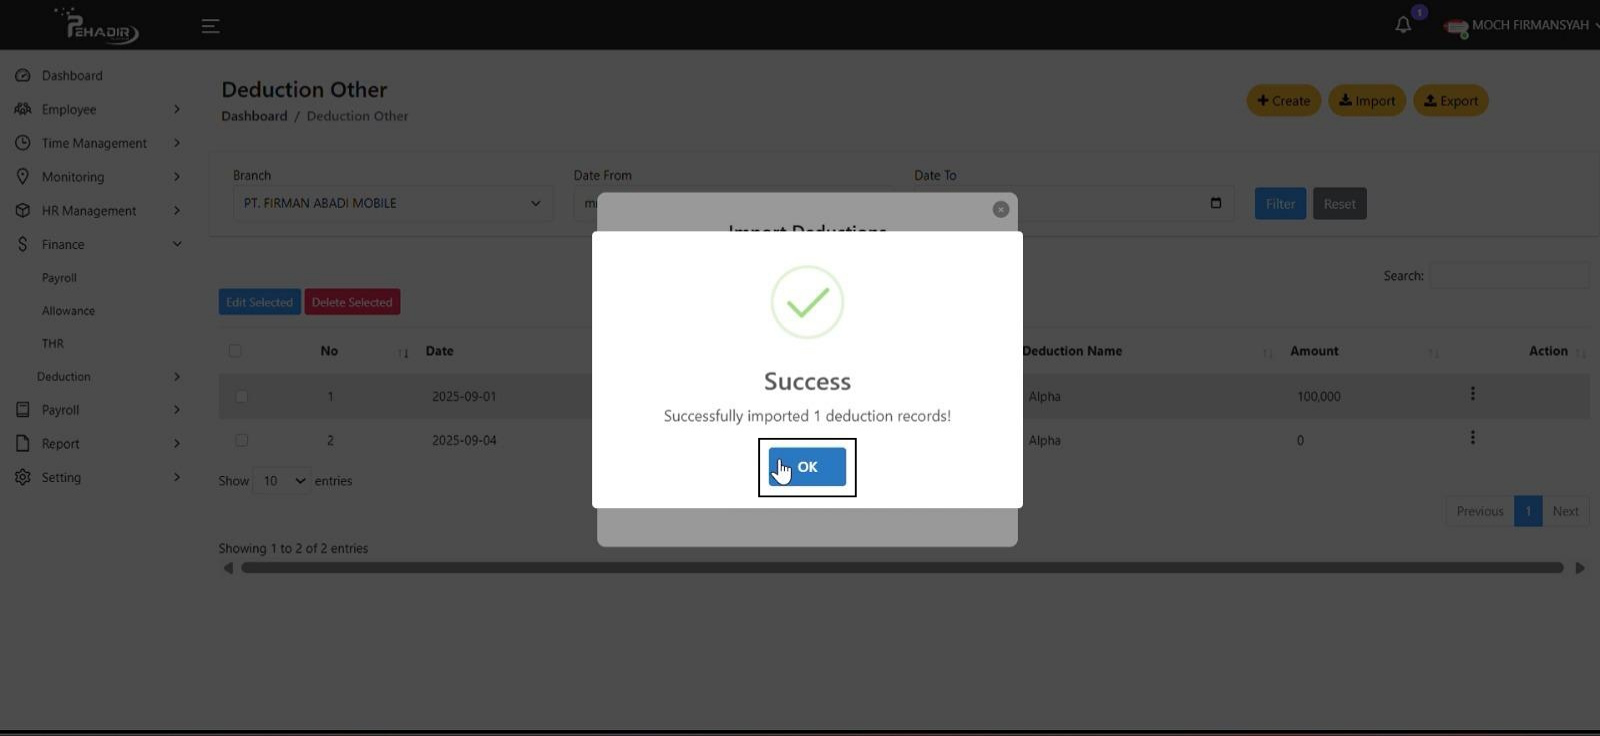 PEHADIR
1
MOCH FIRMANSYAH
Dashboard
Employee
Time Management
Monitoring
HR Management
Finance
Payroll
Allowance
THR
Deduction
Payroll
Report
Setting
Deduction Other
Dashboard / Deduction Other
Create
Import
Export
Branch
Date From
Date To
PT. FIRMAN ABADI MOBILE
Filter
Reset
Import Deductions
Search:
Edit Selected
Delete Selected
No Date Deduction Name Amount Action
1 2025-09-01 Alpha 100,000
2 2025-09-04 Alpha 0
Success
Successfully imported 1 deduction records!
OK
Show 10 entries
Previous 1 Next
Showing 1 to 2 of 2 entries